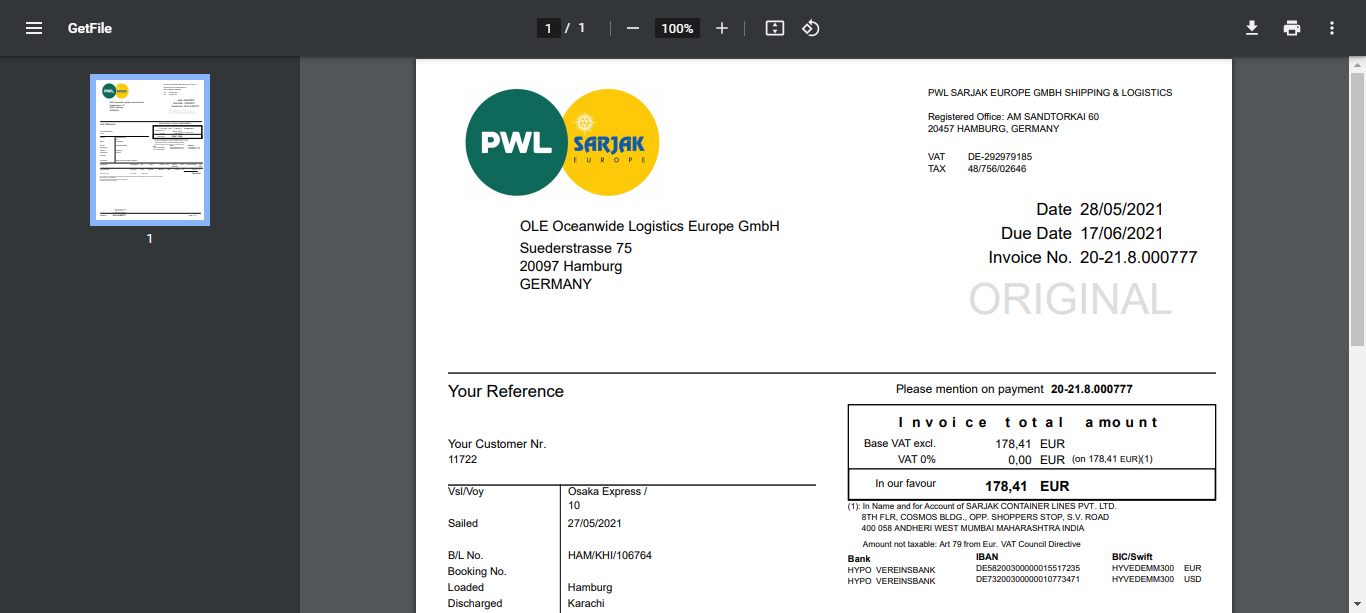 GetFile
1 / 1
100%
1
PWL
SARJAK
EUROPE
PWL SARJAK EUROPE GMBH SHIPPING & LOGISTICS
Registered Office: AM SANDTORKAI 60
20457 HAMBURG, GERMANY
VAT DE-292979185
TAX 48/756/02646
Date 28/05/2021
Due Date 17/06/2021
Invoice No. 20-21.8.000777
ORIGINAL
OLE Oceanwide Logistics Europe GmbH
Suederstrasse 75
20097 Hamburg
GERMANY
Your Reference
Please mention on payment 20-21.8.000777
Your Customer Nr.
11722
Invoice total amount
Base VAT excl. 178,41 EUR
VAT 0% 0,00 EUR (on 178,41 EUR)(1)
In our favour 178,41 EUR
(1): In Name and for Account of SARJAK CONTAINER LINES PVT. LTD.
8TH FLR, COSMOS BLDG., OPP. SHOPPERS STOP, S.V. ROAD
400 058 ANDHERI WEST MUMBAI MAHARASHTRA INDIA
Amount not taxable: Art 79 from Eur. VAT Council Directive
Bank IBAN BIC/Swift
HYPO VEREINSBANK DE58200300000015517235 HYVEDEMM300 EUR
HYPO VEREINSBANK DE73200300000010773471 HYVEDEMM300 USD
Vsl/Voy Osaka Express /
10
Sailed 27/05/2021
B/L No. HAM/KHI/106764
Booking No.
Loaded Hamburg
Discharged Karachi